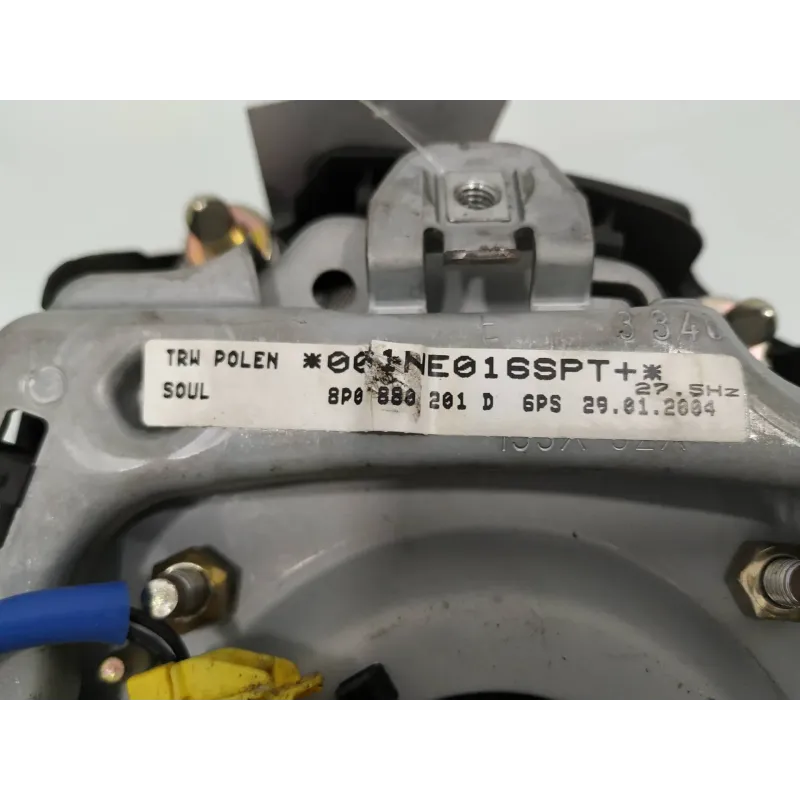 TRW POLEN *001NE016SPT+*
27.5Hz
SOUL 8P0 880 201 D 6PS 29.01.2004